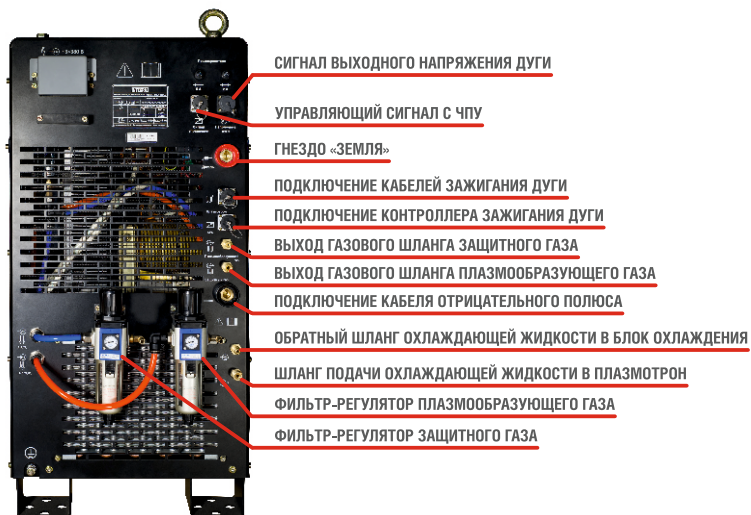 ~380 В
СИГНАЛ ВЫХОДНОГО НАПРЯЖЕНИЯ ДУГИ
УПРАВЛЯЮЩИЙ СИГНАЛ С ЧПУ
ГНЕЗДО «ЗЕМЛЯ»
ПОДКЛЮЧЕНИЕ КАБЕЛЕЙ ЗАЖИГАНИЯ ДУГИ
ПОДКЛЮЧЕНИЕ КОНТРОЛЛЕРА ЗАЖИГАНИЯ ДУГИ
ВЫХОД ГАЗОВОГО ШЛАНГА ЗАЩИТНОГО ГАЗА
ВЫХОД ГАЗОВОГО ШЛАНГА ПЛАЗМООБРАЗУЮЩЕГО ГАЗА
ПОДКЛЮЧЕНИЕ КАБЕЛЯ ОТРИЦАТЕЛЬНОГО ПОЛЮСА
ОБРАТНЫЙ ШЛАНГ ОХЛАЖДАЮЩЕЙ ЖИДКОСТИ В БЛОК ОХЛАЖДЕНИЯ
ШЛАНГ ПОДАЧИ ОХЛАЖДАЮЩЕЙ ЖИДКОСТИ В ПЛАЗМОТРОН
ФИЛЬТР-РЕГУЛЯТОР ПЛАЗМООБРАЗУЮЩЕГО ГАЗА
ФИЛЬТР-РЕГУЛЯТОР ЗАЩИТНОГО ГАЗА